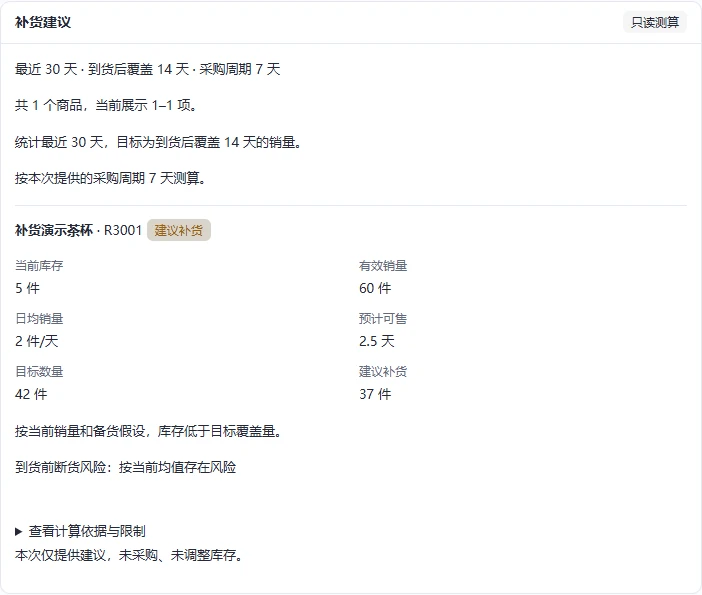 补货建议
只读测算
最近 30 天 · 到货后覆盖 14 天 · 采购周期 7 天
共 1 个商品，当前展示 1–1 项。
统计最近 30 天，目标为到货后覆盖 14 天的销量。
按本次提供的采购周期 7 天测算。
补货演示茶杯 · R3001 建议补货
当前库存
5 件
有效销量
60 件
日均销量
2 件/天
预计可售
2.5 天
目标数量
42 件
建议补货
37 件
按当前销量和备货假设，库存低于目标覆盖量。
到货前断货风险：按当前均值存在风险
▶ 查看计算依据与限制
本次仅提供建议，未采购、未调整库存。